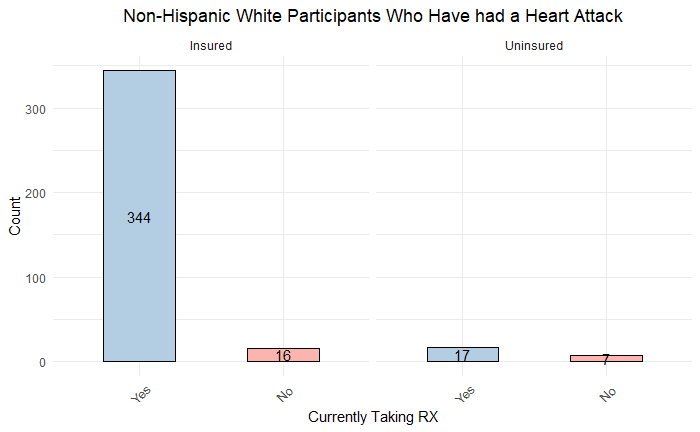 Non-Hispanic White Participants Who Have had a Heart Attack
Insured
Uninsured
Count
300
200
100
0
344
16
17
7
Yes
No
Yes
No
Currently Taking RX